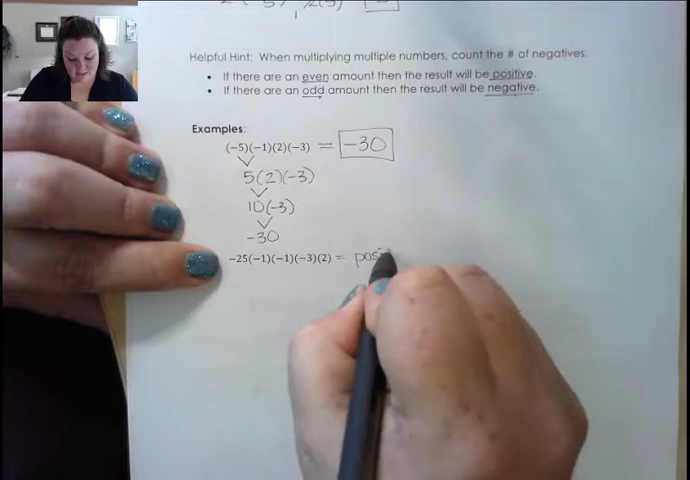 Helpful Hint: When multiplying multiple numbers, count the # of negatives.
• If there are an even amount then the result will be positive.
• If there are an odd amount then the result will be negative.
Examples:
(−5)(−1)(2)(−3) = −30
5(2)(−3)
10(−3)
−30
−25(−1)(−1)(−3)(2) = posi